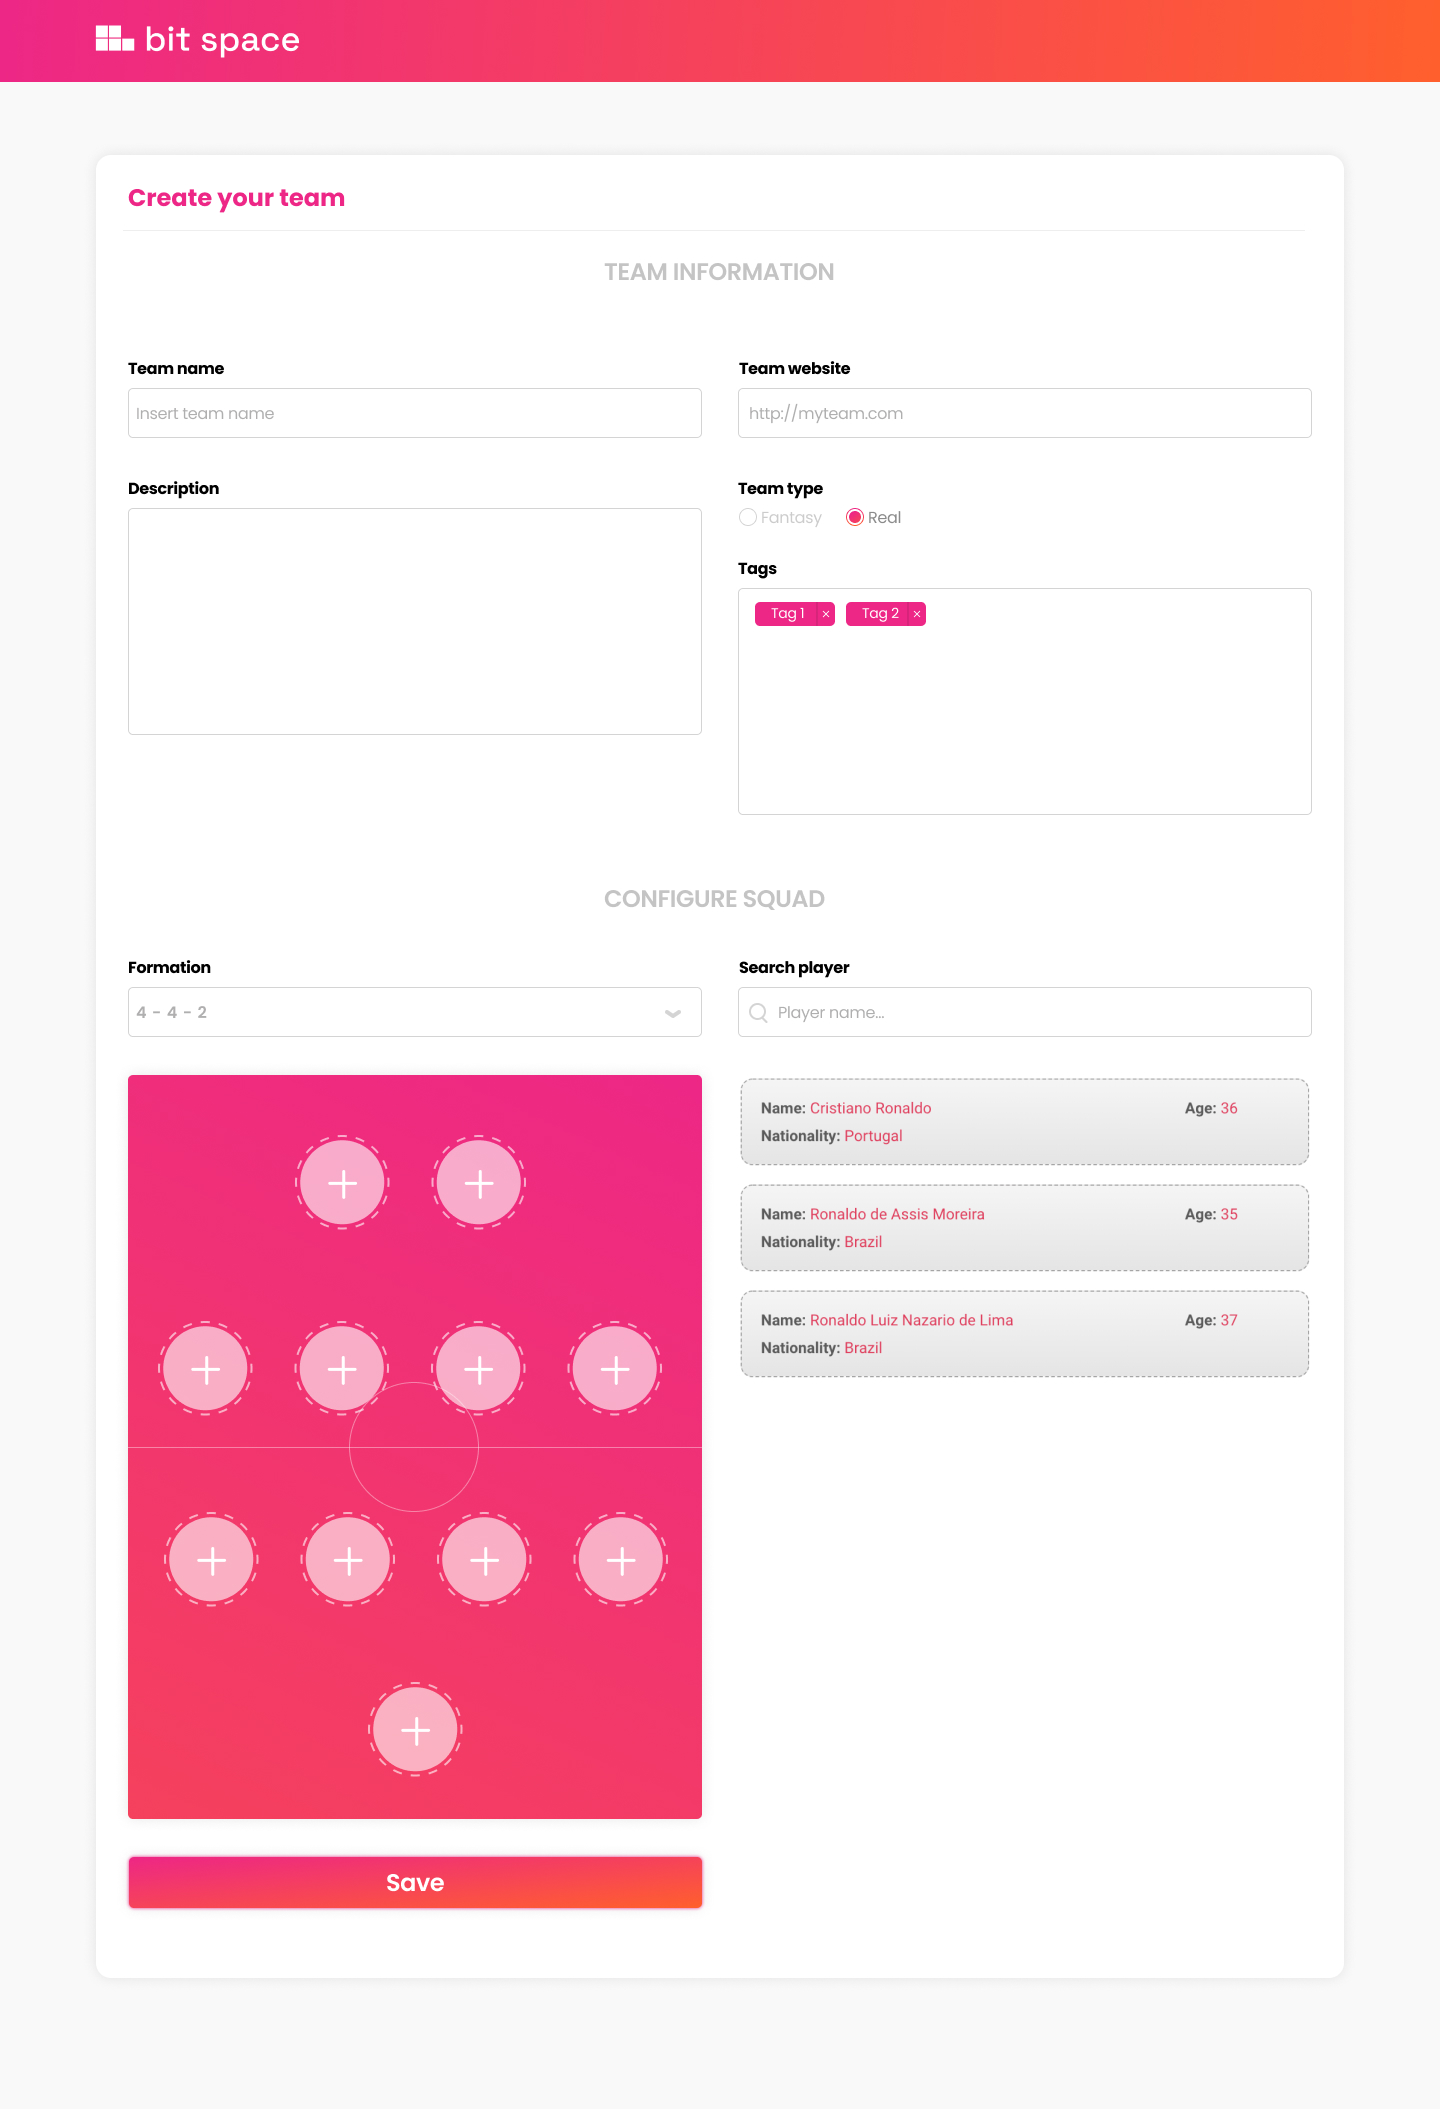 bit space
Create your team
TEAM INFORMATION
Team name
Insert team name
Team website
http://myteam.com
Description
Team type
Fantasy Real
Tags
Tag 1 × Tag 2 ×
CONFIGURE SQUAD
Formation
4 - 4 - 2
Search player
Player name...
Name: Cristiano Ronaldo Age: 36
Nationality: Portugal
Name: Ronaldo de Assis Moreira Age: 35
Nationality: Brazil
Name: Ronaldo Luiz Nazario de Lima Age: 37
Nationality: Brazil
Save